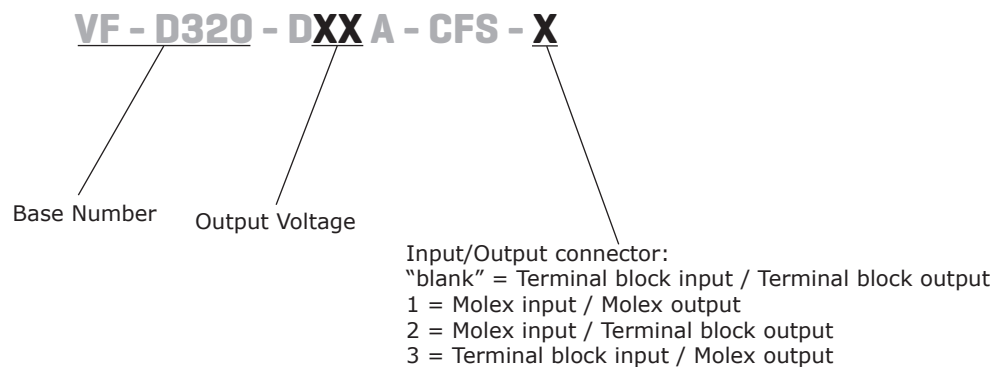 VF - D320 - DXX A - CFS - X
Base Number
Output Voltage
Input/Output connector:
“blank” = Terminal block input / Terminal block output
1 = Molex input / Molex output
2 = Molex input / Terminal block output
3 = Terminal block input / Molex output